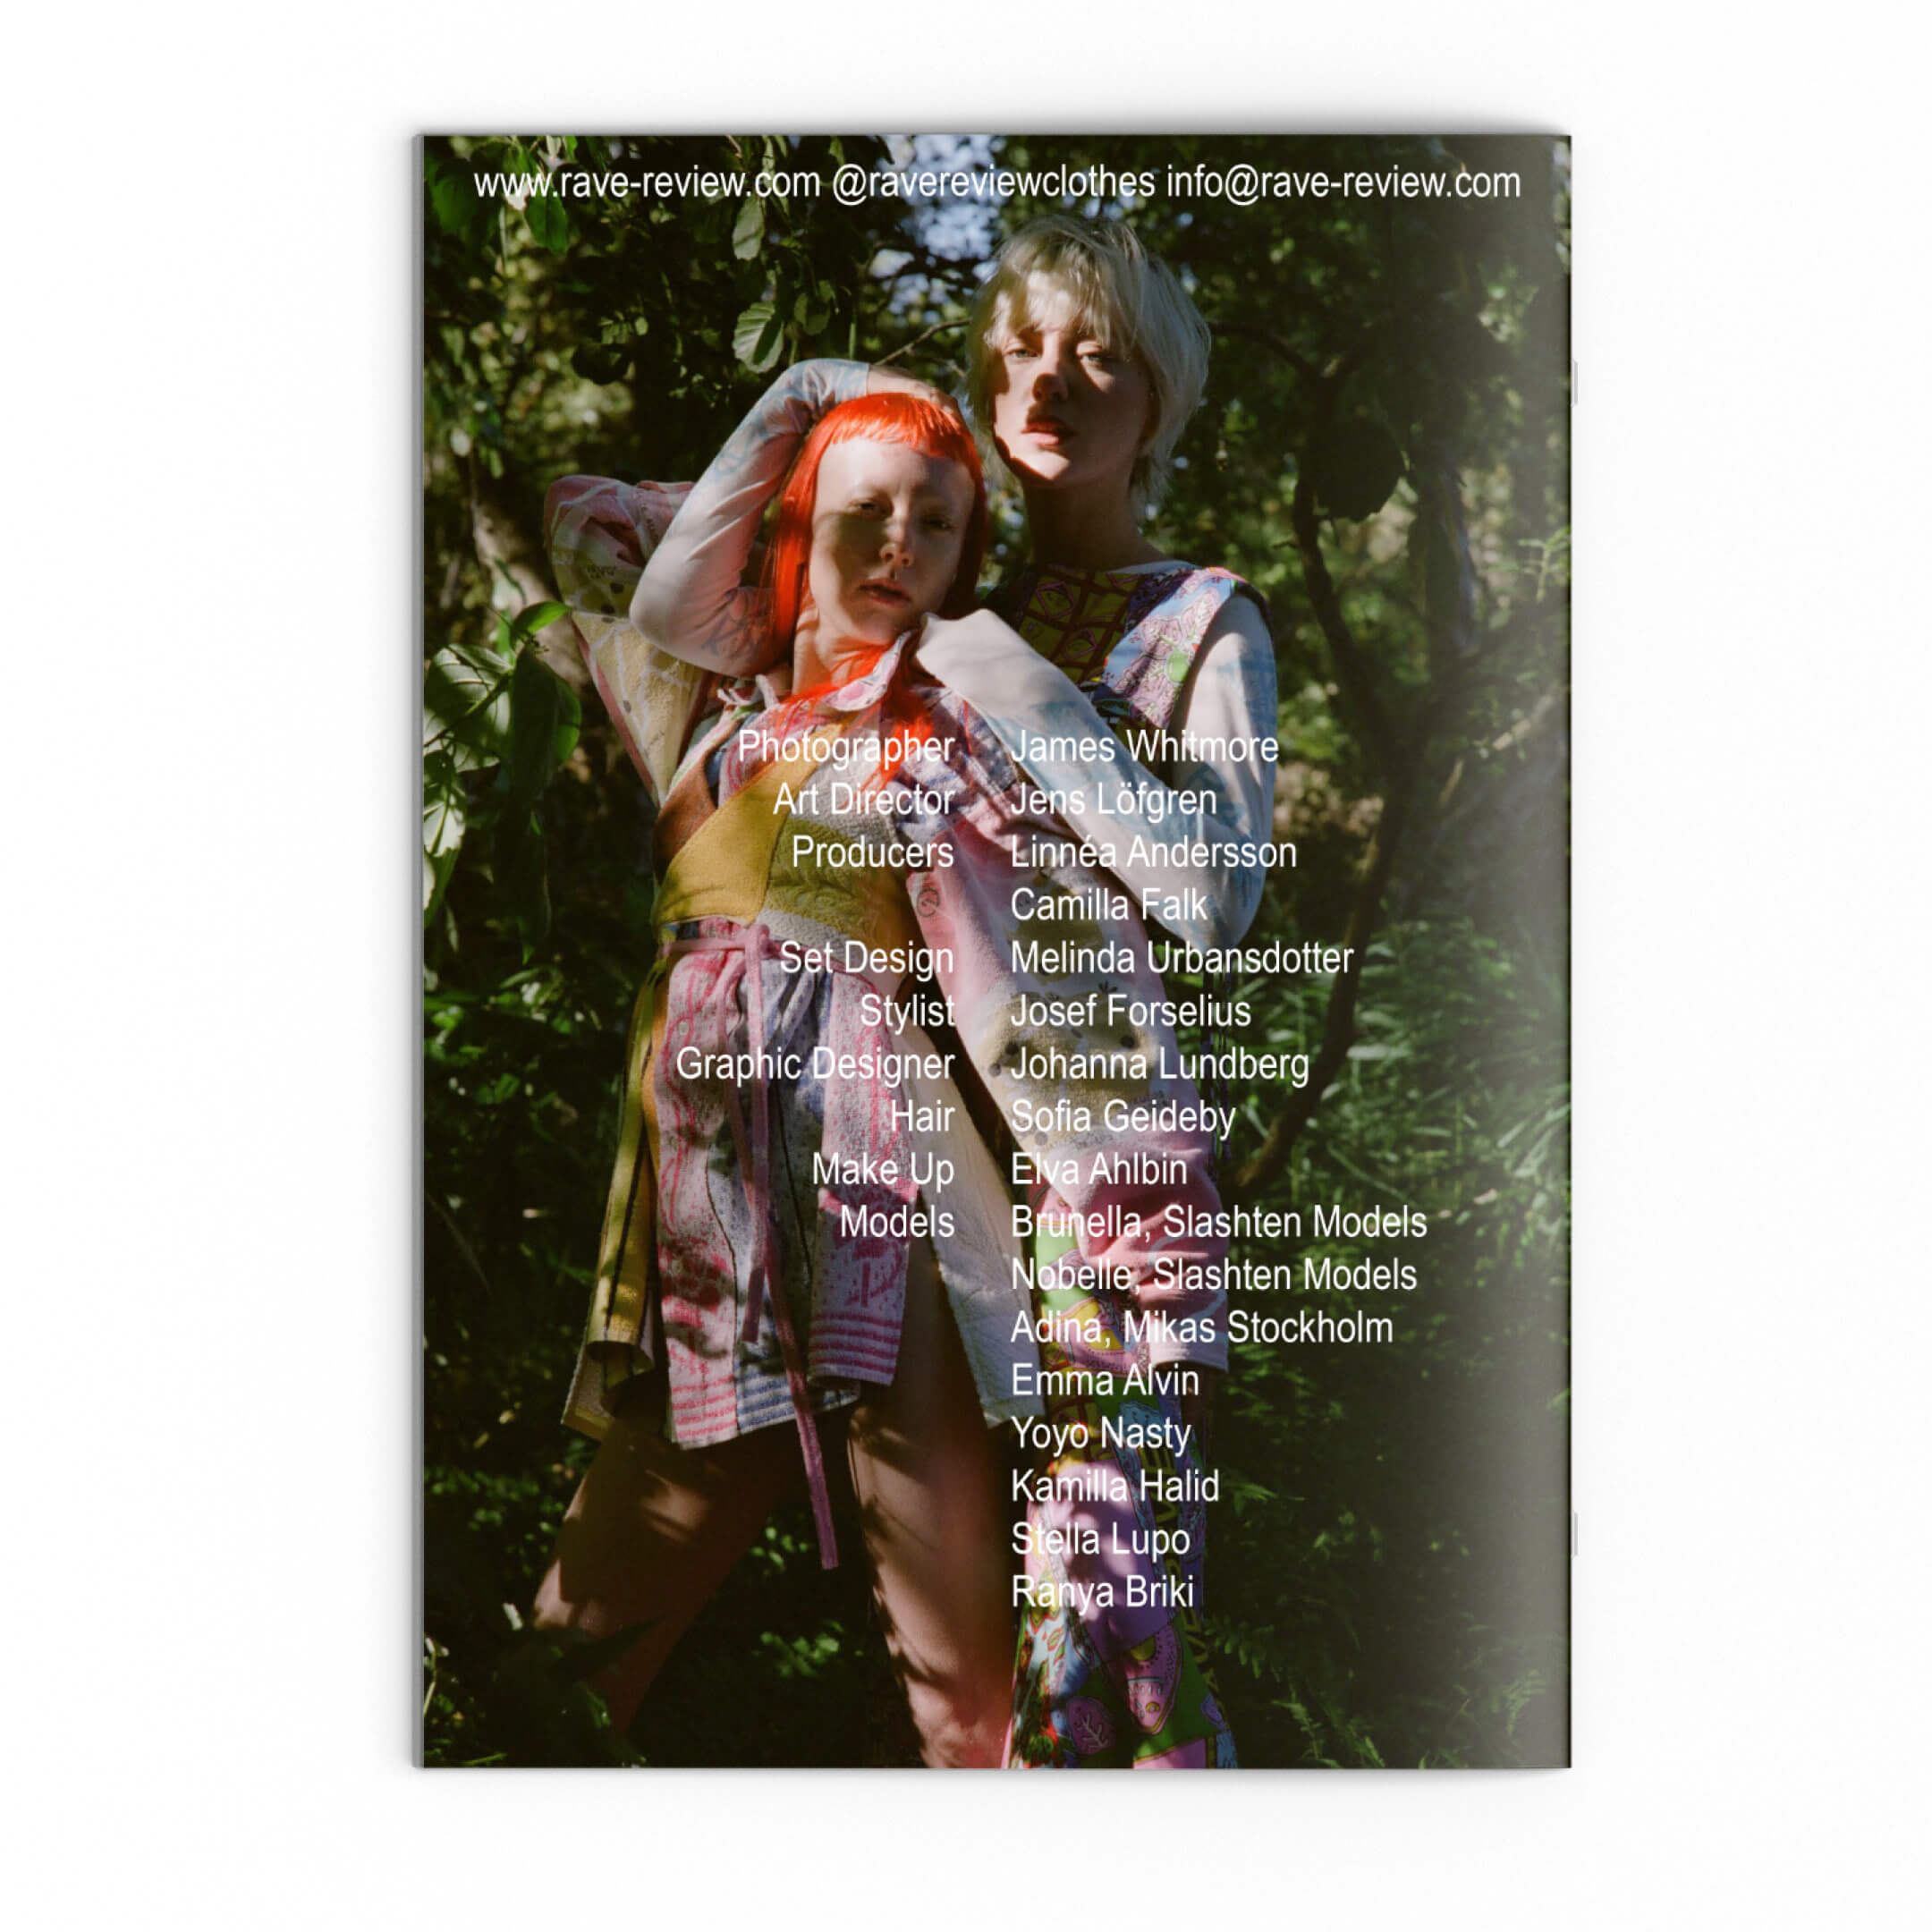 www.rave-review.com @ravereviewclothes info@rave-review.com
Photographer James Whitmore
Art Director Jens Löfgren
Producers Linnéa Andersson
Camilla Falk
Set Design Melinda Urbansdotter
Stylist Josef Forselius
Graphic Designer Johanna Lundberg
Hair Sofia Geideby
Make Up Elva Ahlbin
Models Brunella, Slashten Models
Nobelle, Slashten Models
Adina, Mikas Stockholm
Emma Alvin
Yoyo Nasty
Kamilla Halid
Stella Lupo
Ranya Briki